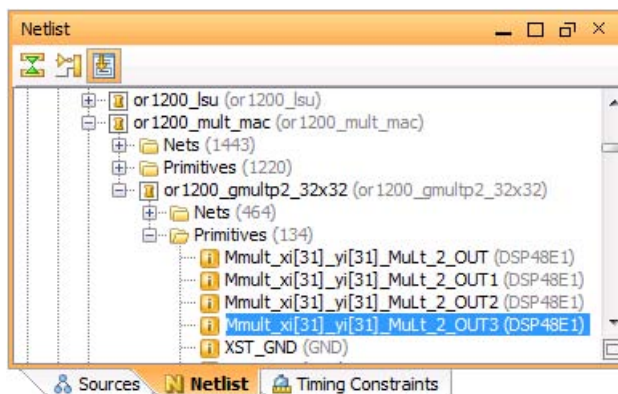 Netlist
or1200_lsu (or1200_lsu)
or1200_mult_mac (or1200_mult_mac)
Nets (1443)
Primitives (1220)
or1200_gmultp2_32x32 (or1200_gmultp2_32x32)
Nets (464)
Primitives (134)
Mmult_xi[31]_yi[31]_MuLt_2_OUT (DSP48E1)
Mmult_xi[31]_yi[31]_MuLt_2_OUT1 (DSP48E1)
Mmult_xi[31]_yi[31]_MuLt_2_OUT2 (DSP48E1)
Mmult_xi[31]_yi[31]_MuLt_2_OUT3 (DSP48E1)
XST_GND (GND)
Sources Netlist Timing Constraints